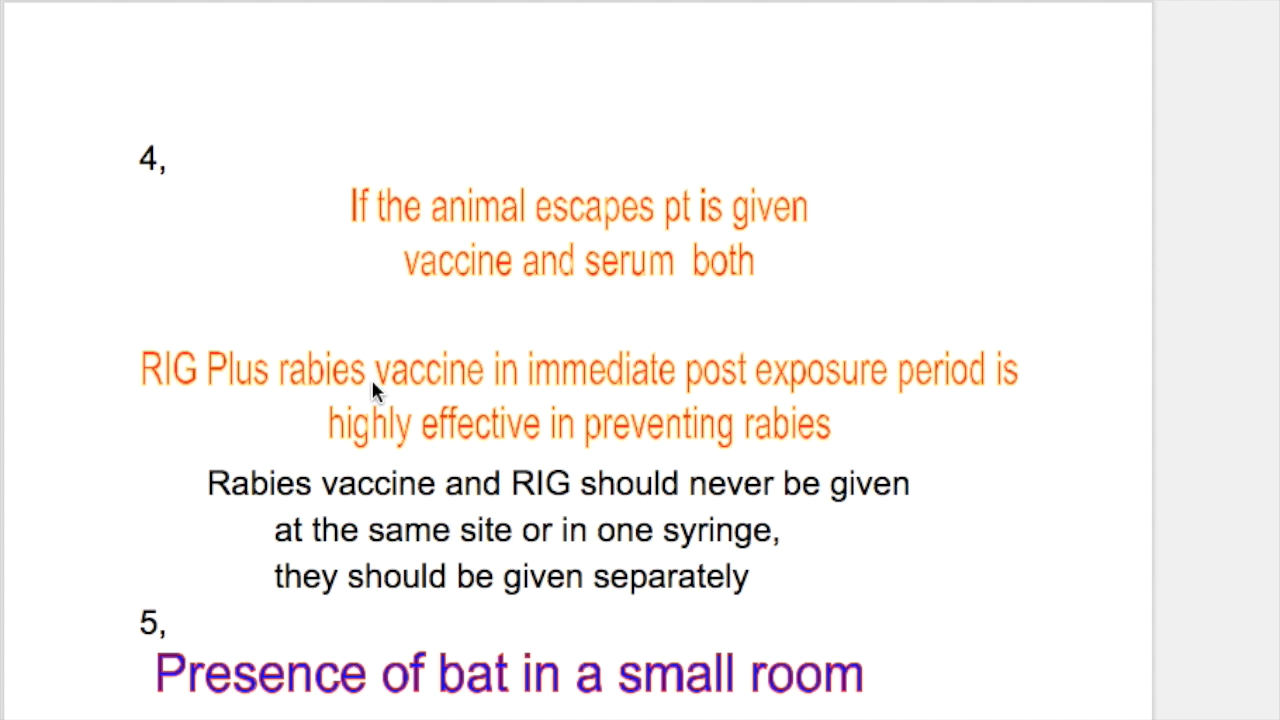 4,
If the animal escapes pt is given
vaccine and serum both
RIG Plus rabies vaccine in immediate post exposure period is
highly effective in preventing rabies
Rabies vaccine and RIG should never be given
at the same site or in one syringe,
they should be given separately
5,
Presence of bat in a small room